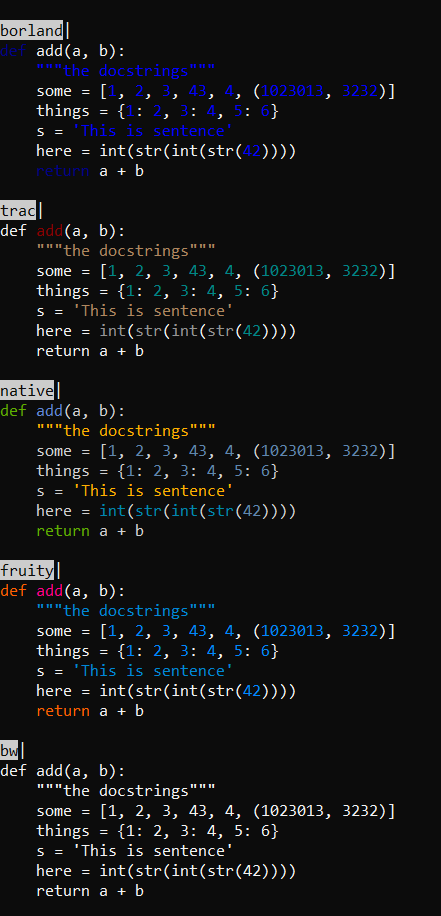 borland|
def add(a, b):
    """the docstrings"""
    some = [1, 2, 3, 43, 4, (1023013, 3232)]
    things = {1: 2, 3: 4, 5: 6}
    s = 'This is sentence'
    here = int(str(int(str(42))))
    return a + b

trac|
def add(a, b):
    """the docstrings"""
    some = [1, 2, 3, 43, 4, (1023013, 3232)]
    things = {1: 2, 3: 4, 5: 6}
    s = 'This is sentence'
    here = int(str(int(str(42))))
    return a + b

native|
def add(a, b):
    """the docstrings"""
    some = [1, 2, 3, 43, 4, (1023013, 3232)]
    things = {1: 2, 3: 4, 5: 6}
    s = 'This is sentence'
    here = int(str(int(str(42))))
    return a + b

fruity|
def add(a, b):
    """the docstrings"""
    some = [1, 2, 3, 43, 4, (1023013, 3232)]
    things = {1: 2, 3: 4, 5: 6}
    s = 'This is sentence'
    here = int(str(int(str(42))))
    return a + b

bw|
def add(a, b):
    """the docstrings"""
    some = [1, 2, 3, 43, 4, (1023013, 3232)]
    things = {1: 2, 3: 4, 5: 6}
    s = 'This is sentence'
    here = int(str(int(str(42))))
    return a + b